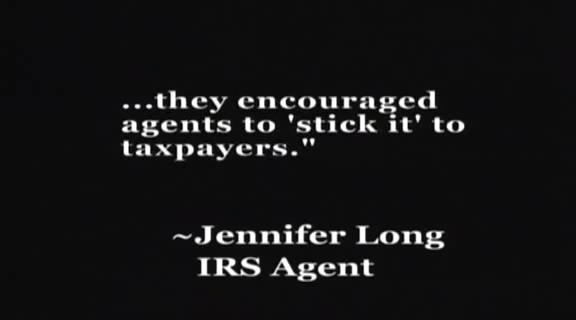 ...they encouraged
agents to 'stick it' to
taxpayers."
~Jennifer Long
IRS Agent